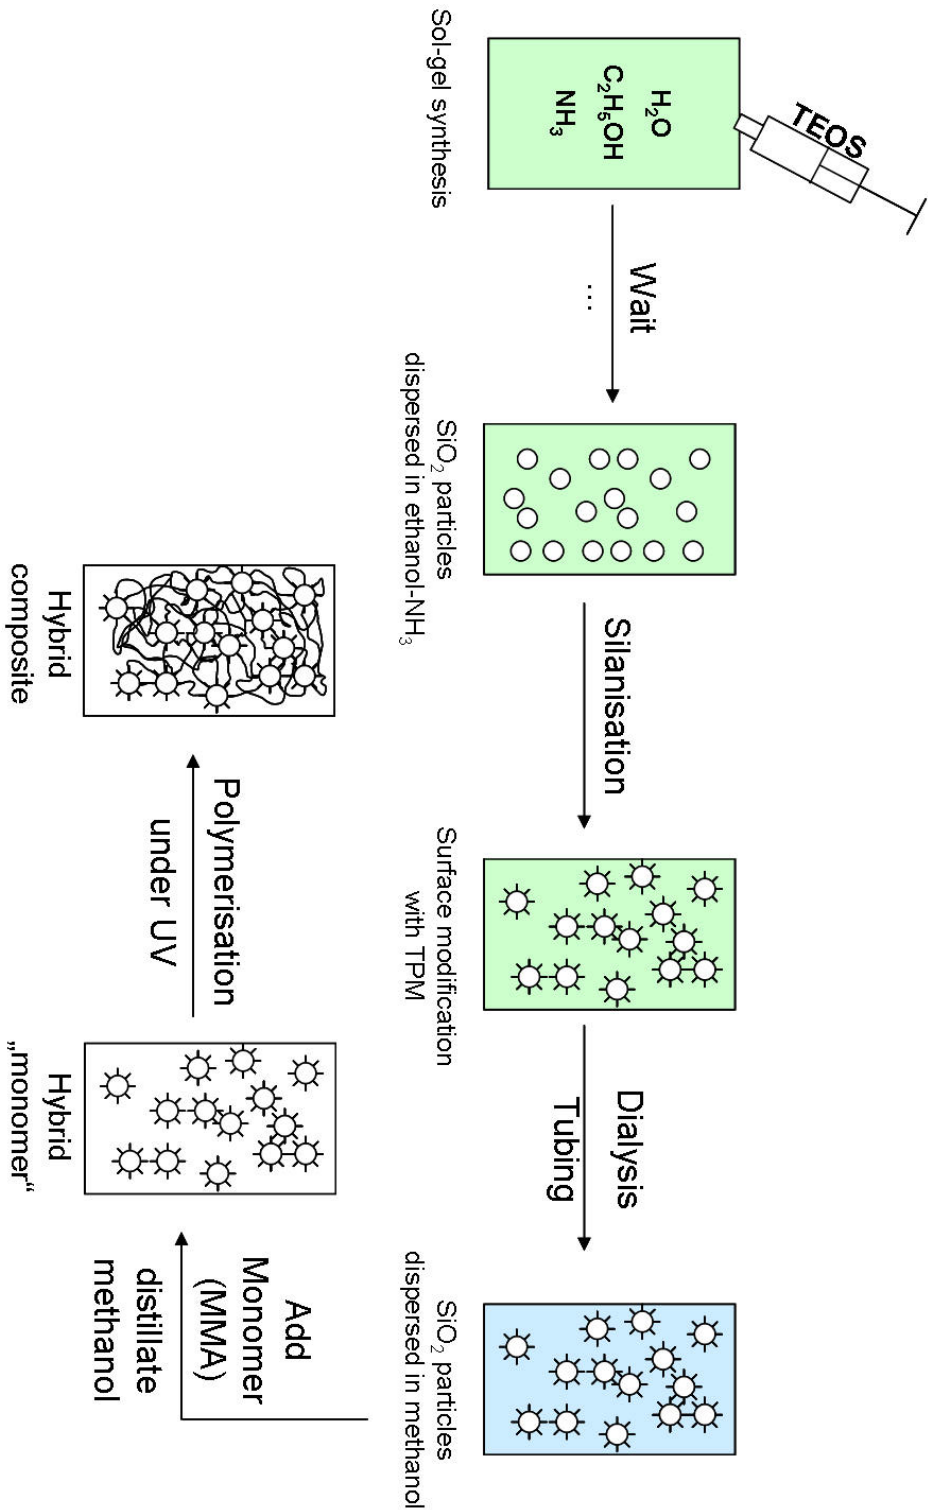 TEOS
H₂O
C₂H₅OH
NH₃
Sol-gel synthesis
Wait
...
SiO₂ particles
dispersed in ethanol-NH₃
Silanisation
Surface modification
with TPM
Dialysis
Tubing
SiO₂ particles
dispersed in methanol
Add
Monomer
(MMA)
distillate
methanol
Hybrid
„monomer“
Polymerisation
under UV
Hybrid
composite